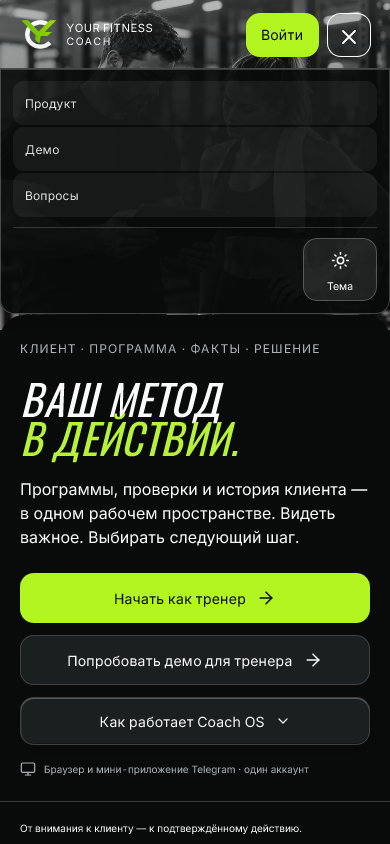 YOUR FITNESS
COACH
Войти
Продукт
Демо
Вопросы
Тема
КЛИЕНТ · ПРОГРАММА · ФАКТЫ · РЕШЕНИЕ
ВАШ МЕТОД
В ДЕЙСТВИИ.
Программы, проверки и история клиента —
в одном рабочем пространстве. Видеть
важное. Выбирать следующий шаг.
Начать как тренер
Попробовать демо для тренера
Как работает Coach OS
Браузер и мини-приложение Telegram · один аккаунт
От внимания к клиенту — к подтверждённому действию.